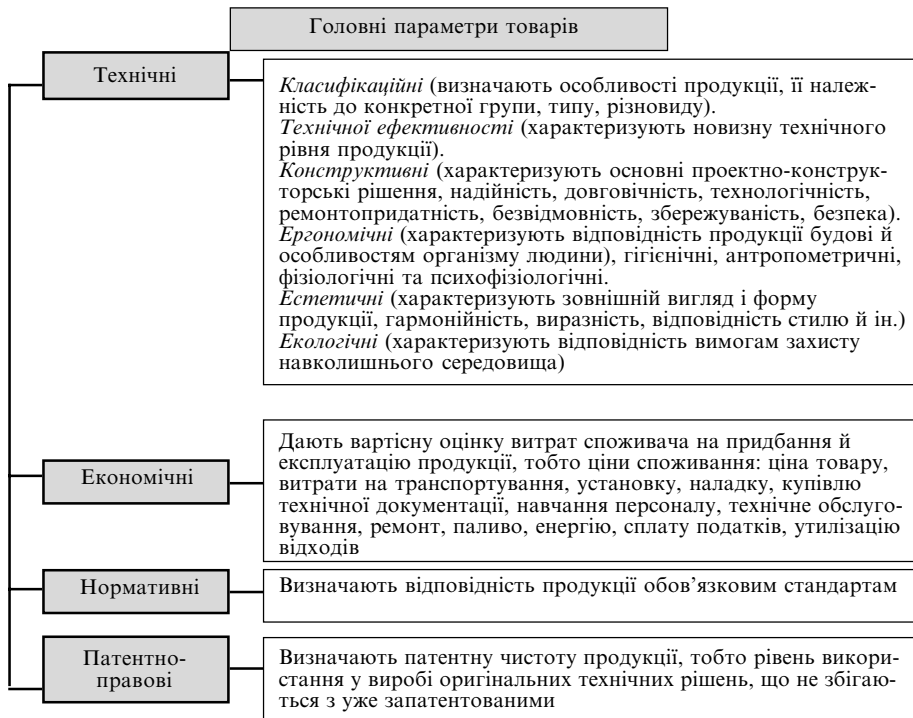 Головні параметри товарів
Технічні
Класифікаційні (визначають особливості продукції, її належ-
ність до конкретної групи, типу, різновиду).
Технічної ефективності (характеризують новизну технічного
рівня продукції).
Конструктивні (характеризують основні проектно-конструк-
торські рішення, надійність, довговічність, технологічність,
ремонтопридатність, безвідмовність, збережуваність, безпека).
Ергономічні (характеризують відповідність продукції будові й
особливостям організму людини), гігієнічні, антропометричні,
фізіологічні та психофізіологічні.
Естетичні (характеризують зовнішній вигляд і форму
продукції, гармонійність, виразність, відповідність стилю й ін.)
Екологічні (характеризують відповідність вимогам захисту
навколишнього середовища)
Економічні
Дають вартісну оцінку витрат споживача на придбання й
експлуатацію продукції, тобто ціни споживання: ціна товару,
витрати на транспортування, установку, наладку, купівлю
технічної документації, навчання персоналу, технічне обслуго-
вування, ремонт, паливо, енергію, сплату податків, утилізацію
відходів
Нормативні
Визначають відповідність продукції обов’язковим стандартам
Патентно-
правові
Визначають патентну чистоту продукції, тобто рівень викори-
стання у виробі оригінальних технічних рішень, що не збігаю-
ться з уже запатентованими